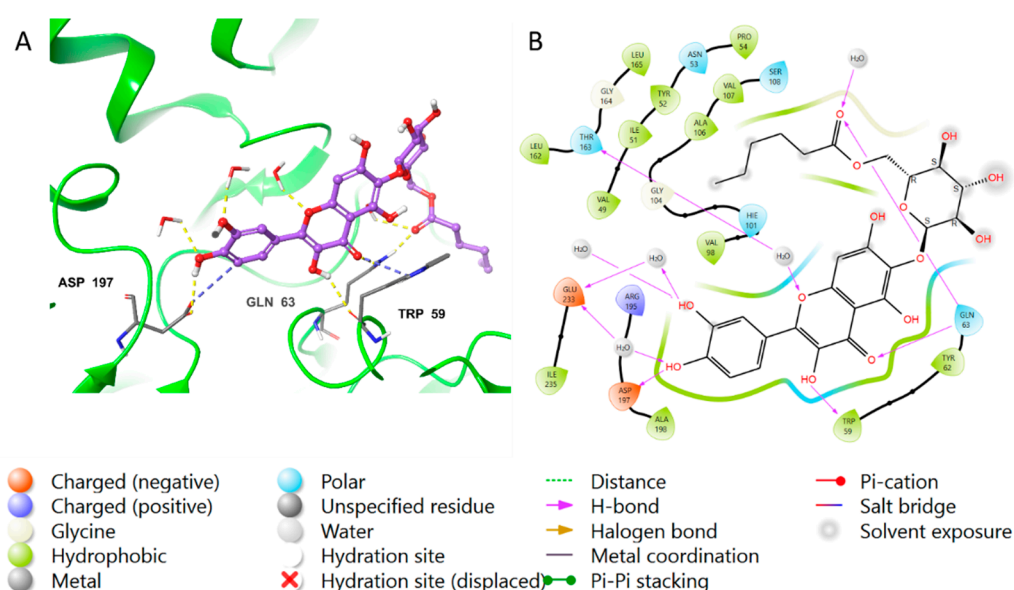 A
ASP 197
GLN 63
TRP 59
B
PRO
54
ASN
53
LEU
165
SER
108
H₂O
VAL
107
GLY
164
TYR
52
O
ALA
106
THR
163
ILE
51
OH
LEU
162
O
S
S
OH
R
GLY
104
O
VAL
49
S
R
HIE
101
OH
OH
O
VAL
98
H₂O
H₂O
H₂O
GLU
233
ARG
195
HO
O
OH
GLN
63
H₂O
O
TYR
62
HO
ILE
235
HO
ASP
197
ALA
198
TRP
59
Charged (negative)
Charged (positive)
Glycine
Hydrophobic
Metal
Polar
Unspecified residue
Water
Hydration site
Hydration site (displaced)
Distance
H-bond
Halogen bond
Metal coordination
Pi-Pi stacking
Pi-cation
Salt bridge
Solvent exposure